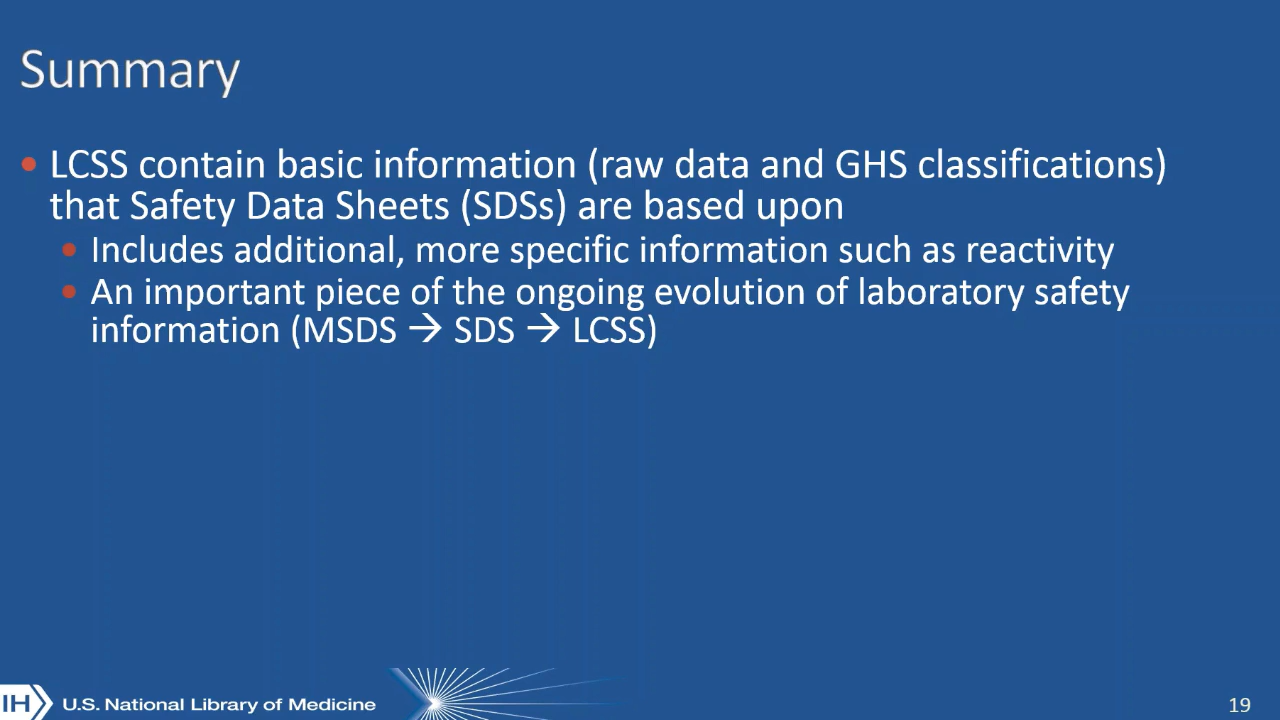 Summary
• LCSS contain basic information (raw data and GHS classifications)
that Safety Data Sheets (SDSs) are based upon
• Includes additional, more specific information such as reactivity
• An important piece of the ongoing evolution of laboratory safety
information (MSDS → SDS → LCSS)
IH U.S. National Library of Medicine
19